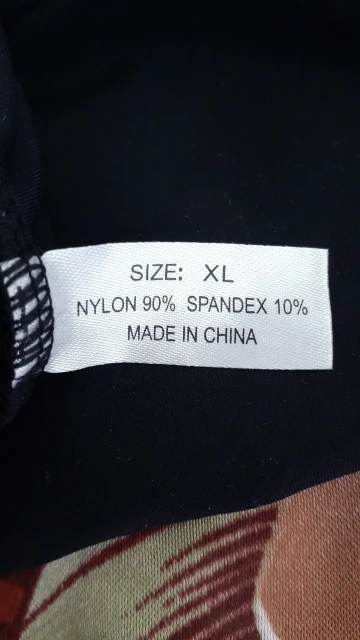 SIZE: XL
NYLON 90% SPANDEX 10%
MADE IN CHINA